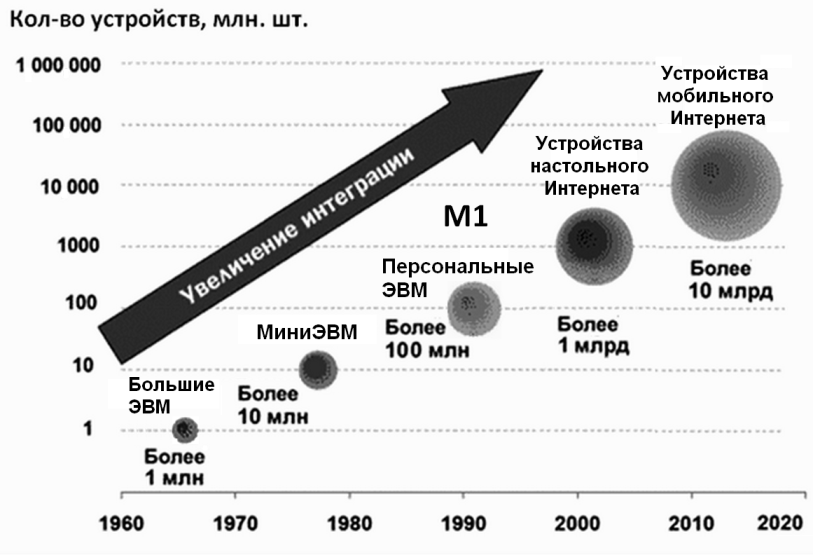 Кол-во устройств, млн. шт.
1 000 000
100 000
10 000
1000
100
10
1
Увеличение интеграции
М1
Устройства
мобильного
Интернета
Более
10 млрд
Устройства
настольного
Интернета
Более
1 млрд
Персональные
ЭВМ
Более
100 млн
МиниЭВМ
Более
10 млн
Большие
ЭВМ
Более
1 млн
1960 1970 1980 1990 2000 2010 2020